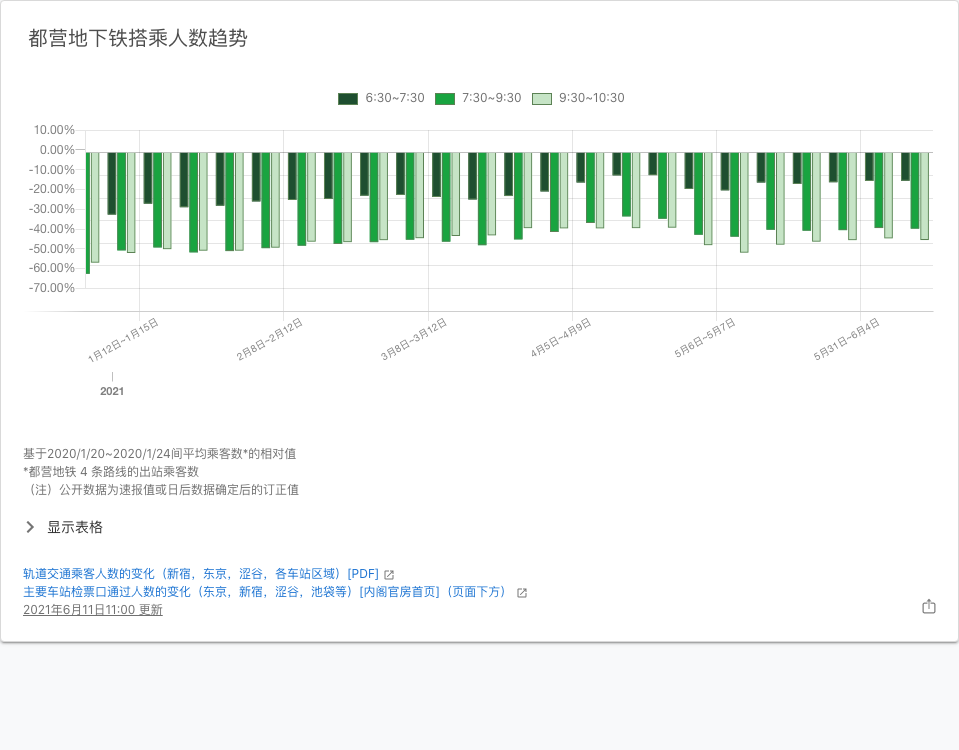 都营地下铁搭乘人数趋势
6:30~7:30 7:30~9:30 9:30~10:30
10.00%
0.00%
-10.00%
-20.00%
-30.00%
-40.00%
-50.00%
-60.00%
-70.00%
1月12日~1月15日 2月8日~2月12日 3月8日~3月12日 4月5日~4月9日 5月6日~5月7日 5月31日~6月4日
2021
基于2020/1/20~2020/1/24间平均乘客数*的相对值
*都营地铁 4 条路线的出站乘客数
（注）公开数据为速报值或日后数据确定后的订正值
显示表格
轨道交通乘客人数的变化（新宿，东京，涩谷，各车站区域）[PDF]
主要车站检票口通过人数的变化（东京，新宿，涩谷，池袋等）[内阁官房首页]（页面下方）
2021年6月11日11:00 更新